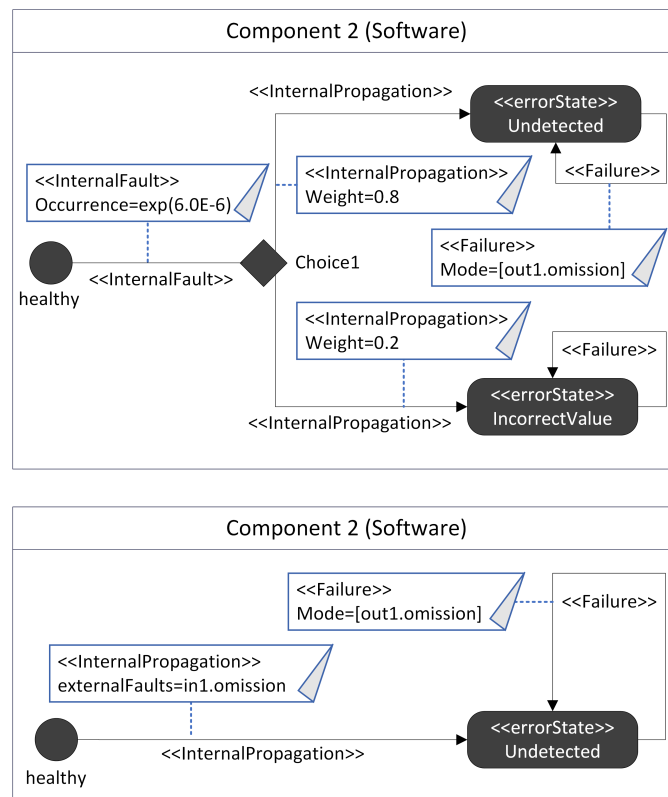 Component 2 (Software)
<<InternalPropagation>>
<<errorState>>
Undetected
<<InternalFault>>
Occurrence=exp(6.0E-6)
<<InternalPropagation>>
Weight=0.8
<<Failure>>
<<Failure>>
Mode=[out1.omission]
<<InternalFault>>
Choice1
healthy
<<InternalPropagation>>
Weight=0.2
<<Failure>>
<<errorState>>
IncorrectValue
<<InternalPropagation>>
Component 2 (Software)
<<Failure>>
Mode=[out1.omission]
<<Failure>>
<<InternalPropagation>>
externalFaults=in1.omission
<<errorState>>
Undetected
<<InternalPropagation>>
healthy